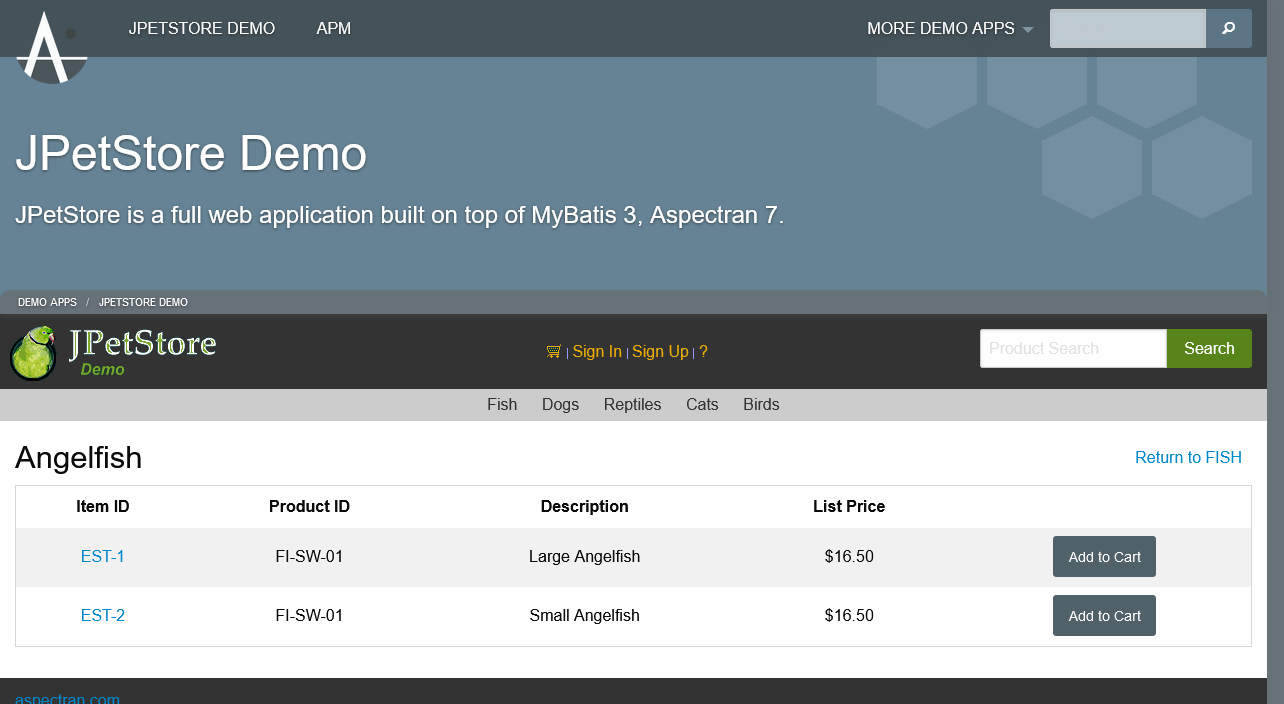 JPETSTORE DEMO APM MORE DEMO APPS
JPetStore Demo
JPetStore is a full web application built on top of MyBatis 3, Aspectran 7.
DEMO APPS / JPETSTORE DEMO
JPetStore
Demo
| Sign In | Sign Up | ?
Product Search Search
Fish Dogs Reptiles Cats Birds
Angelfish
Return to FISH
Item ID Product ID Description List Price
EST-1 FI-SW-01 Large Angelfish $16.50 Add to Cart
EST-2 FI-SW-01 Small Angelfish $16.50 Add to Cart
aspectran.com